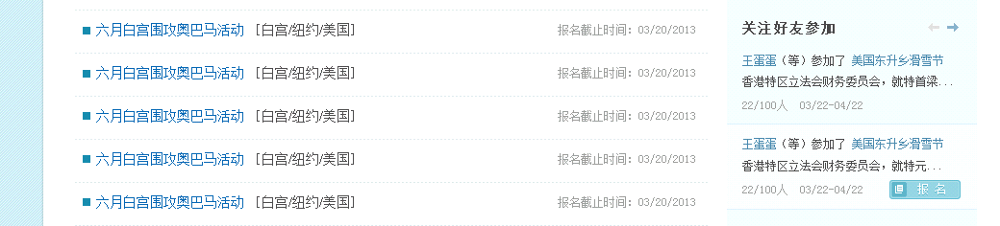 六月白宫围攻奥巴马活动 [白宫/纽约/美国] 报名截止时间：03/20/2013
六月白宫围攻奥巴马活动 [白宫/纽约/美国] 报名截止时间：03/20/2013
六月白宫围攻奥巴马活动 [白宫/纽约/美国] 报名截止时间：03/20/2013
六月白宫围攻奥巴马活动 [白宫/纽约/美国] 报名截止时间：03/20/2013
六月白宫围攻奥巴马活动 [白宫/纽约/美国] 报名截止时间：03/20/2013
关注好友参加
王蛋蛋（等）参加了 美国东升乡滑雪节
香港特区立法会财务委员会，就特首梁...
22/100人 03/22-04/22
王蛋蛋（等）参加了 美国东升乡滑雪节
香港特区立法会财务委员会，就特元...
22/100人 03/22-04/22
报 名